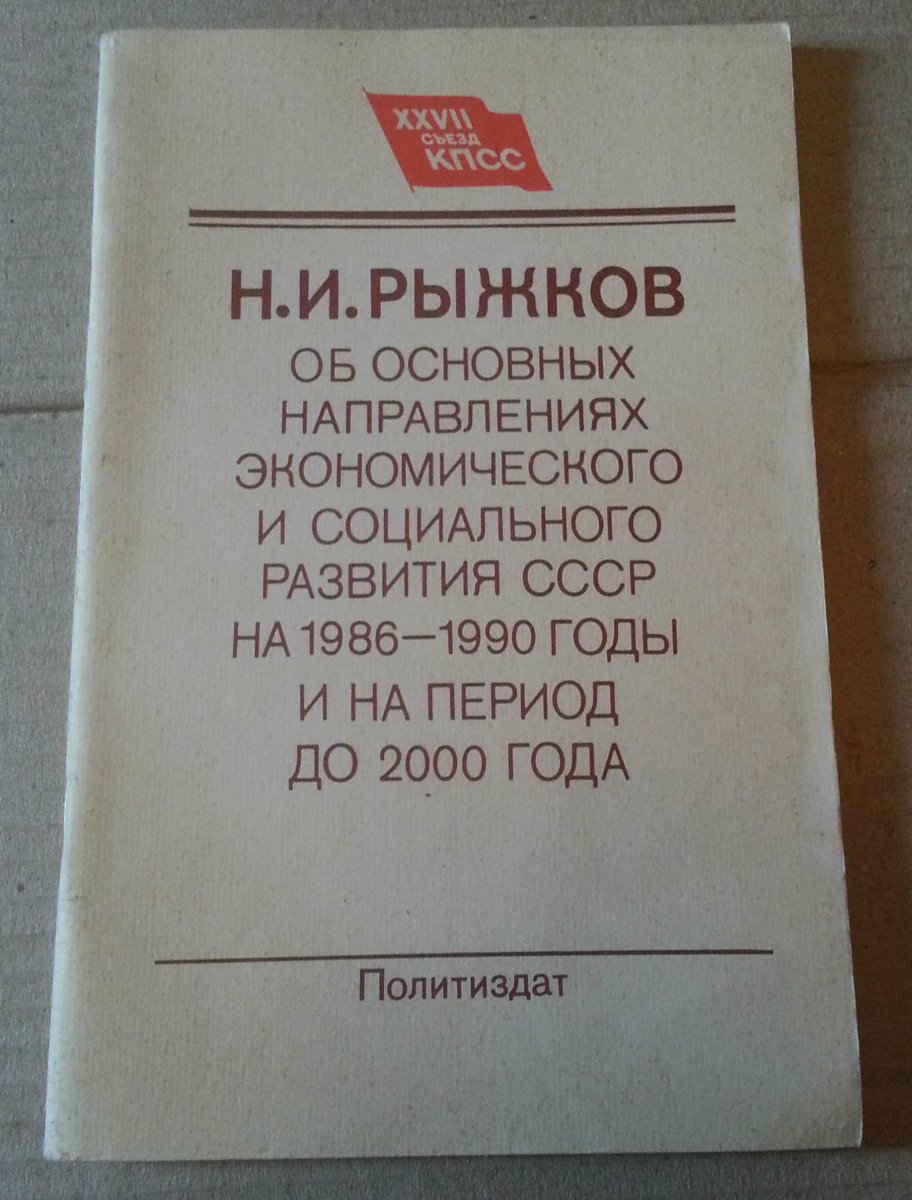 XXVII
СЪЕЗД
КПСС
Н.И.РЫЖКОВ
ОБ ОСНОВНЫХ
НАПРАВЛЕНИЯХ
ЭКОНОМИЧЕСКОГО
И СОЦИАЛЬНОГО
РАЗВИТИЯ СССР
НА 1986—1990 ГОДЫ
И НА ПЕРИОД
ДО 2000 ГОДА
Политиздат